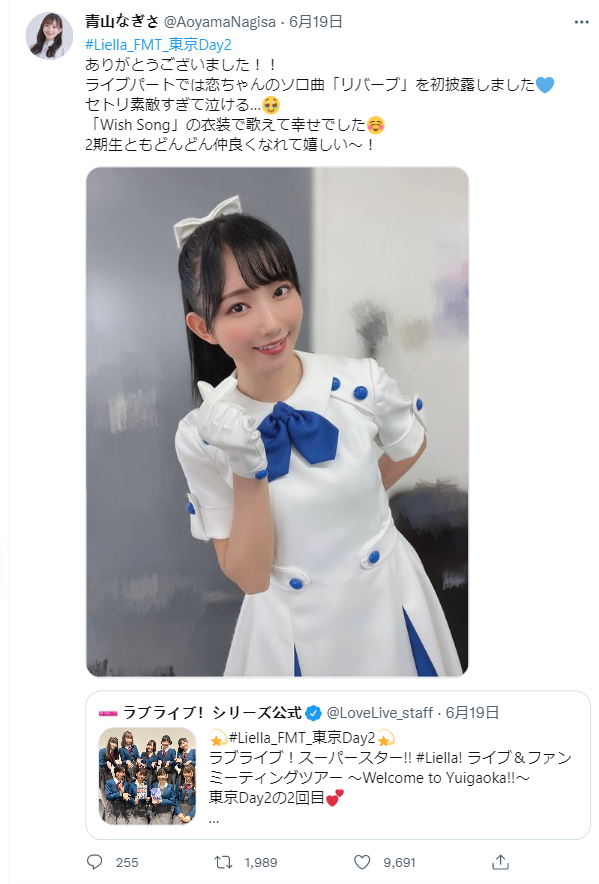 青山なぎさ @AoyamaNagisa · 6月19日
#Liella_FMT_東京Day2
ありがとうございました！！
ライブパートでは恋ちゃんのソロ曲「リバーブ」を初披露しました💙
セトリ素敵すぎて泣ける...🥹
「Wish Song」の衣装で歌えて幸せでした☺️
2期生ともどんどん仲良くなれて嬉しい〜！
ラブライブ！シリーズ公式 @LoveLive_staff · 6月19日
💫#Liella_FMT_東京Day2💫
ラブライブ！スーパースター!! #Liella! ライブ＆ファン
ミーティングツアー 〜Welcome to Yuigaoka!!〜
東京Day2の2回目💕
...
255
1,989
9,691